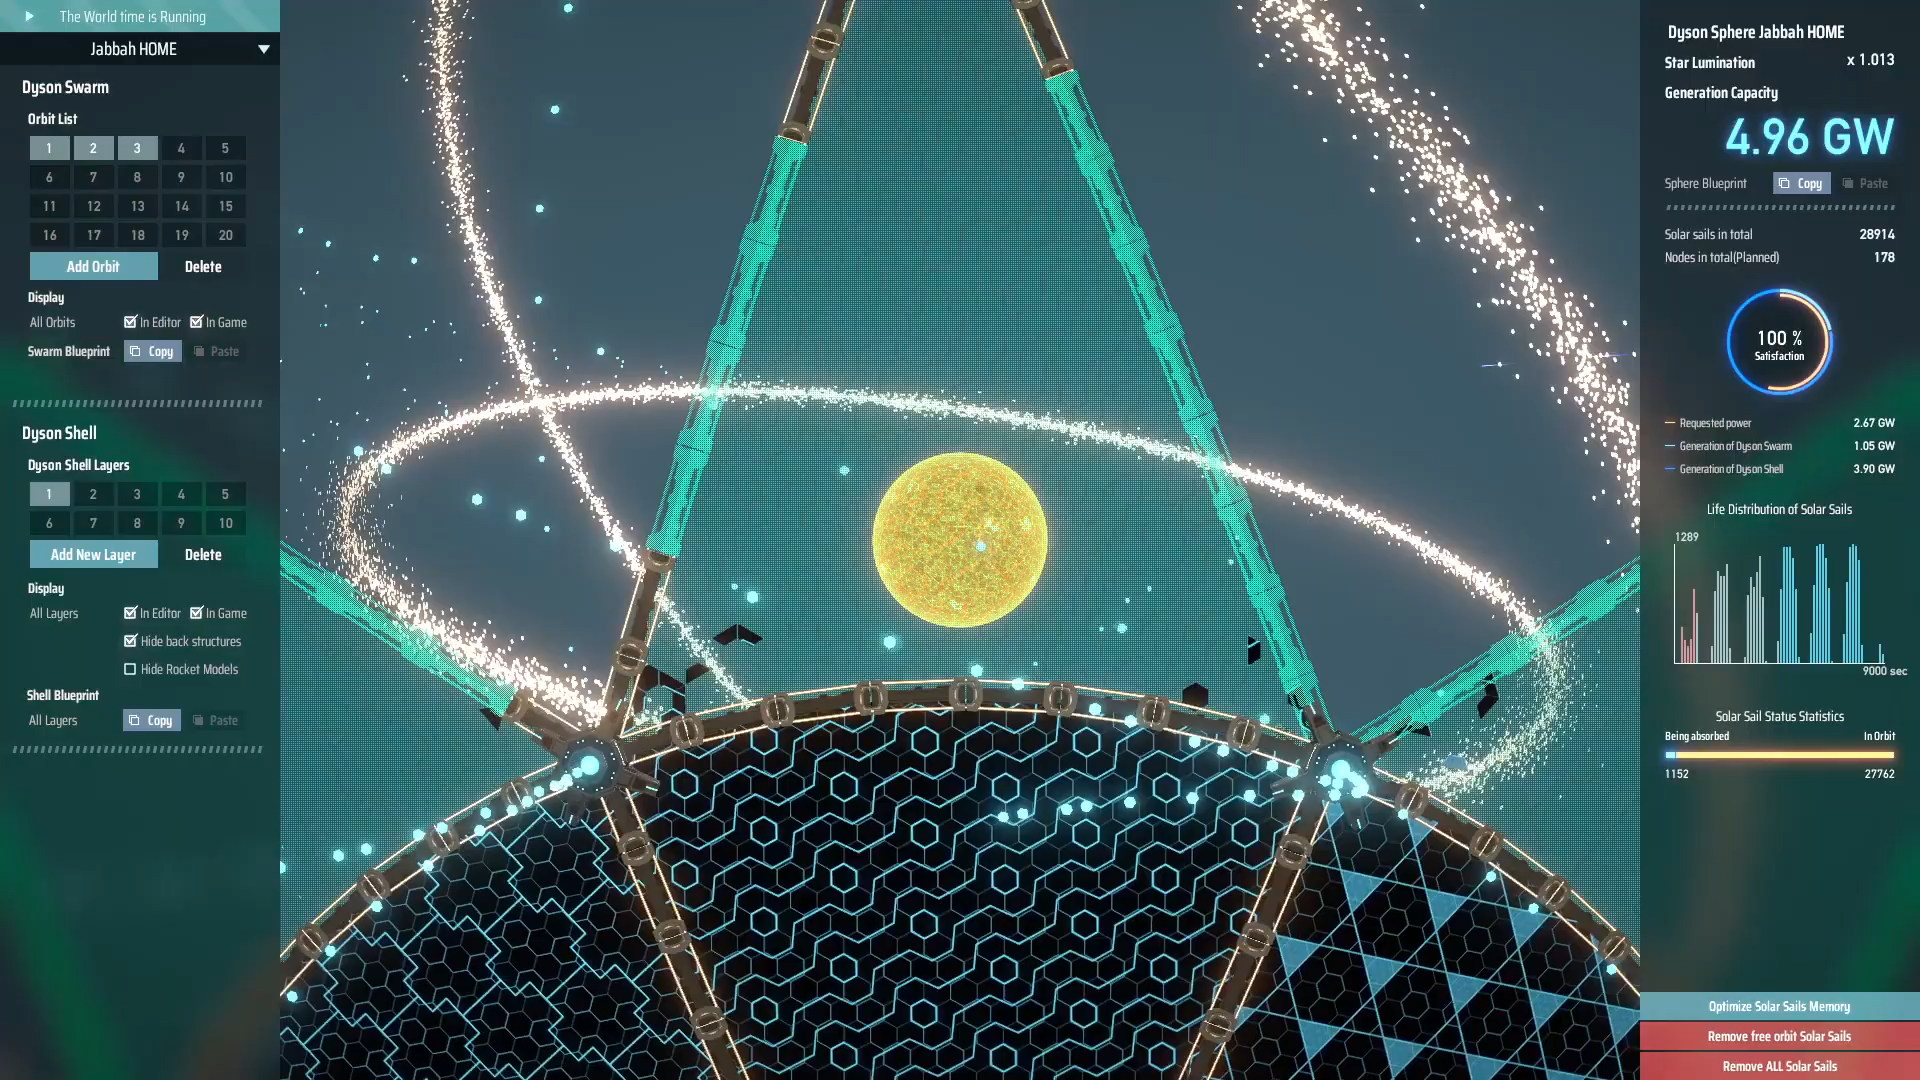 The World time is Running
Jabbah HOME
Dyson Swarm
Orbit List
1 2 3 4 5
6 7 8 9 10
11 12 13 14 15
16 17 18 19 20
Add Orbit Delete
Display
All Orbits In Editor In Game
Swarm Blueprint Copy Paste
Dyson Shell
Dyson Shell Layers
1 2 3 4 5
6 7 8 9 10
Add New Layer Delete
Display
All Layers In Editor In Game
Hide back structures
Hide Rocket Models
Shell Blueprint
All Layers Copy Paste
Dyson Sphere Jabbah HOME
Star Lumination x 1.013
Generation Capacity
4.96 GW
Sphere Blueprint Copy Paste
Solar sails in total 28914
Nodes in total(Planned) 178
100 %
Satisfaction
Requested power 2.67 GW
Generation of Dyson Swarm 1.05 GW
Generation of Dyson Shell 3.90 GW
Life Distribution of Solar Sails
1289
9000 sec
Solar Sail Status Statistics
Being absorbed In Orbit
1152 27762
Optimize Solar Sails Memory
Remove free orbit Solar Sails
Remove ALL Solar Sails